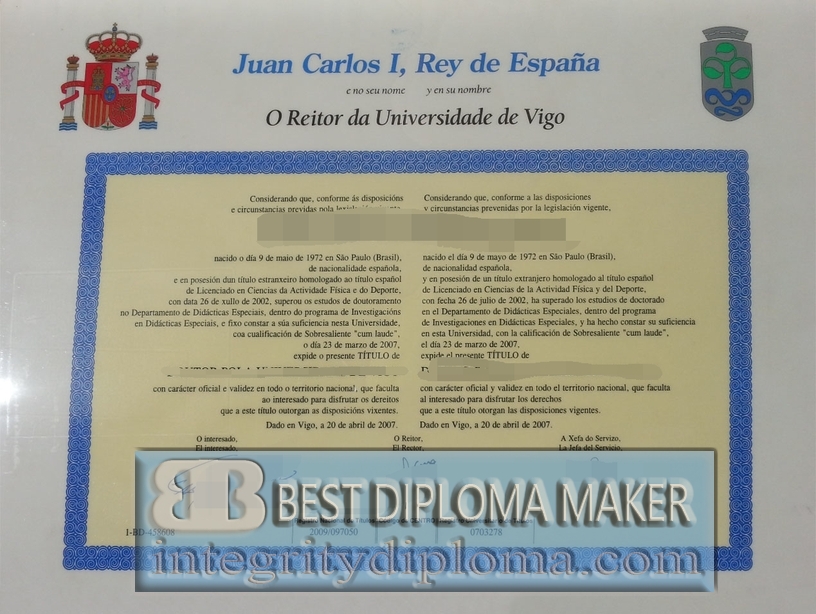 Juan Carlos I, Rey de España
e no seu nome y en su nombre
O Reitor da Universidade de Vigo
Considerando que, conforme ás disposicións
e circunstancias previdas pola
nacido o día 9 de maio de 1972 en São Paulo (Brasil),
de nacionalidade española,
e en posesión dun título estranxeiro homologado ao título español
de Licenciado en Ciencias da Actividade Física e do Deporte,
con data 26 de xullo de 2002, superou os estudos de doutoramento
no Departamento de Didácticas Especiais, dentro do programa de Investigacións
en Didácticas Especiais, e fixo constar a súa suficiencia nesta Universidade,
coa cualificación de Sobresaliente "cum laude",
o día 23 de marzo de 2007,
expide o presente TÍTULO de
con carácter oficial e validez en todo o territorio nacional, que faculta
ao interesado para disfrutar os dereitos
que a este título outorgan as disposicións vixentes.
Dado en Vigo, a 20 de abril de 2007.
Considerando que, conforme a las disposiciones
y circunstancias prevenidas por la legislación vigente,
nacido el día 9 de mayo de 1972 en São Paulo (Brasil),
de nacionalidad española,
y en posesión de un título extranjero homologado al título español
de Licenciado en Ciencias de la Actividad Física y del Deporte,
con fecha 26 de julio de 2002, ha superado los estudios de doctorado
en el Departamento de Didácticas Especiales, dentro del programa
de Investigaciones en Didácticas Especiales, y ha hecho constar su suficiencia
en esta Universidad, con la calificación de Sobresaliente "cum laude",
el día 23 de marzo de 2007,
expide el presente TÍTULO de
con carácter oficial y validez en todo el territorio nacional, que faculta
al interesado para disfrutar los derechos
que a este título otorgan las disposiciones vigentes.
Dado en Vigo, a 20 de abril de 2007.
O interesado,
El interesado,
O Reitor,
El Rector,
A Xefa do Servizo,
La Jefa del Servicio,
BEST DIPLOMA MAKER
1-BD-458608
2009/097050
0703278
integritydiploma.com